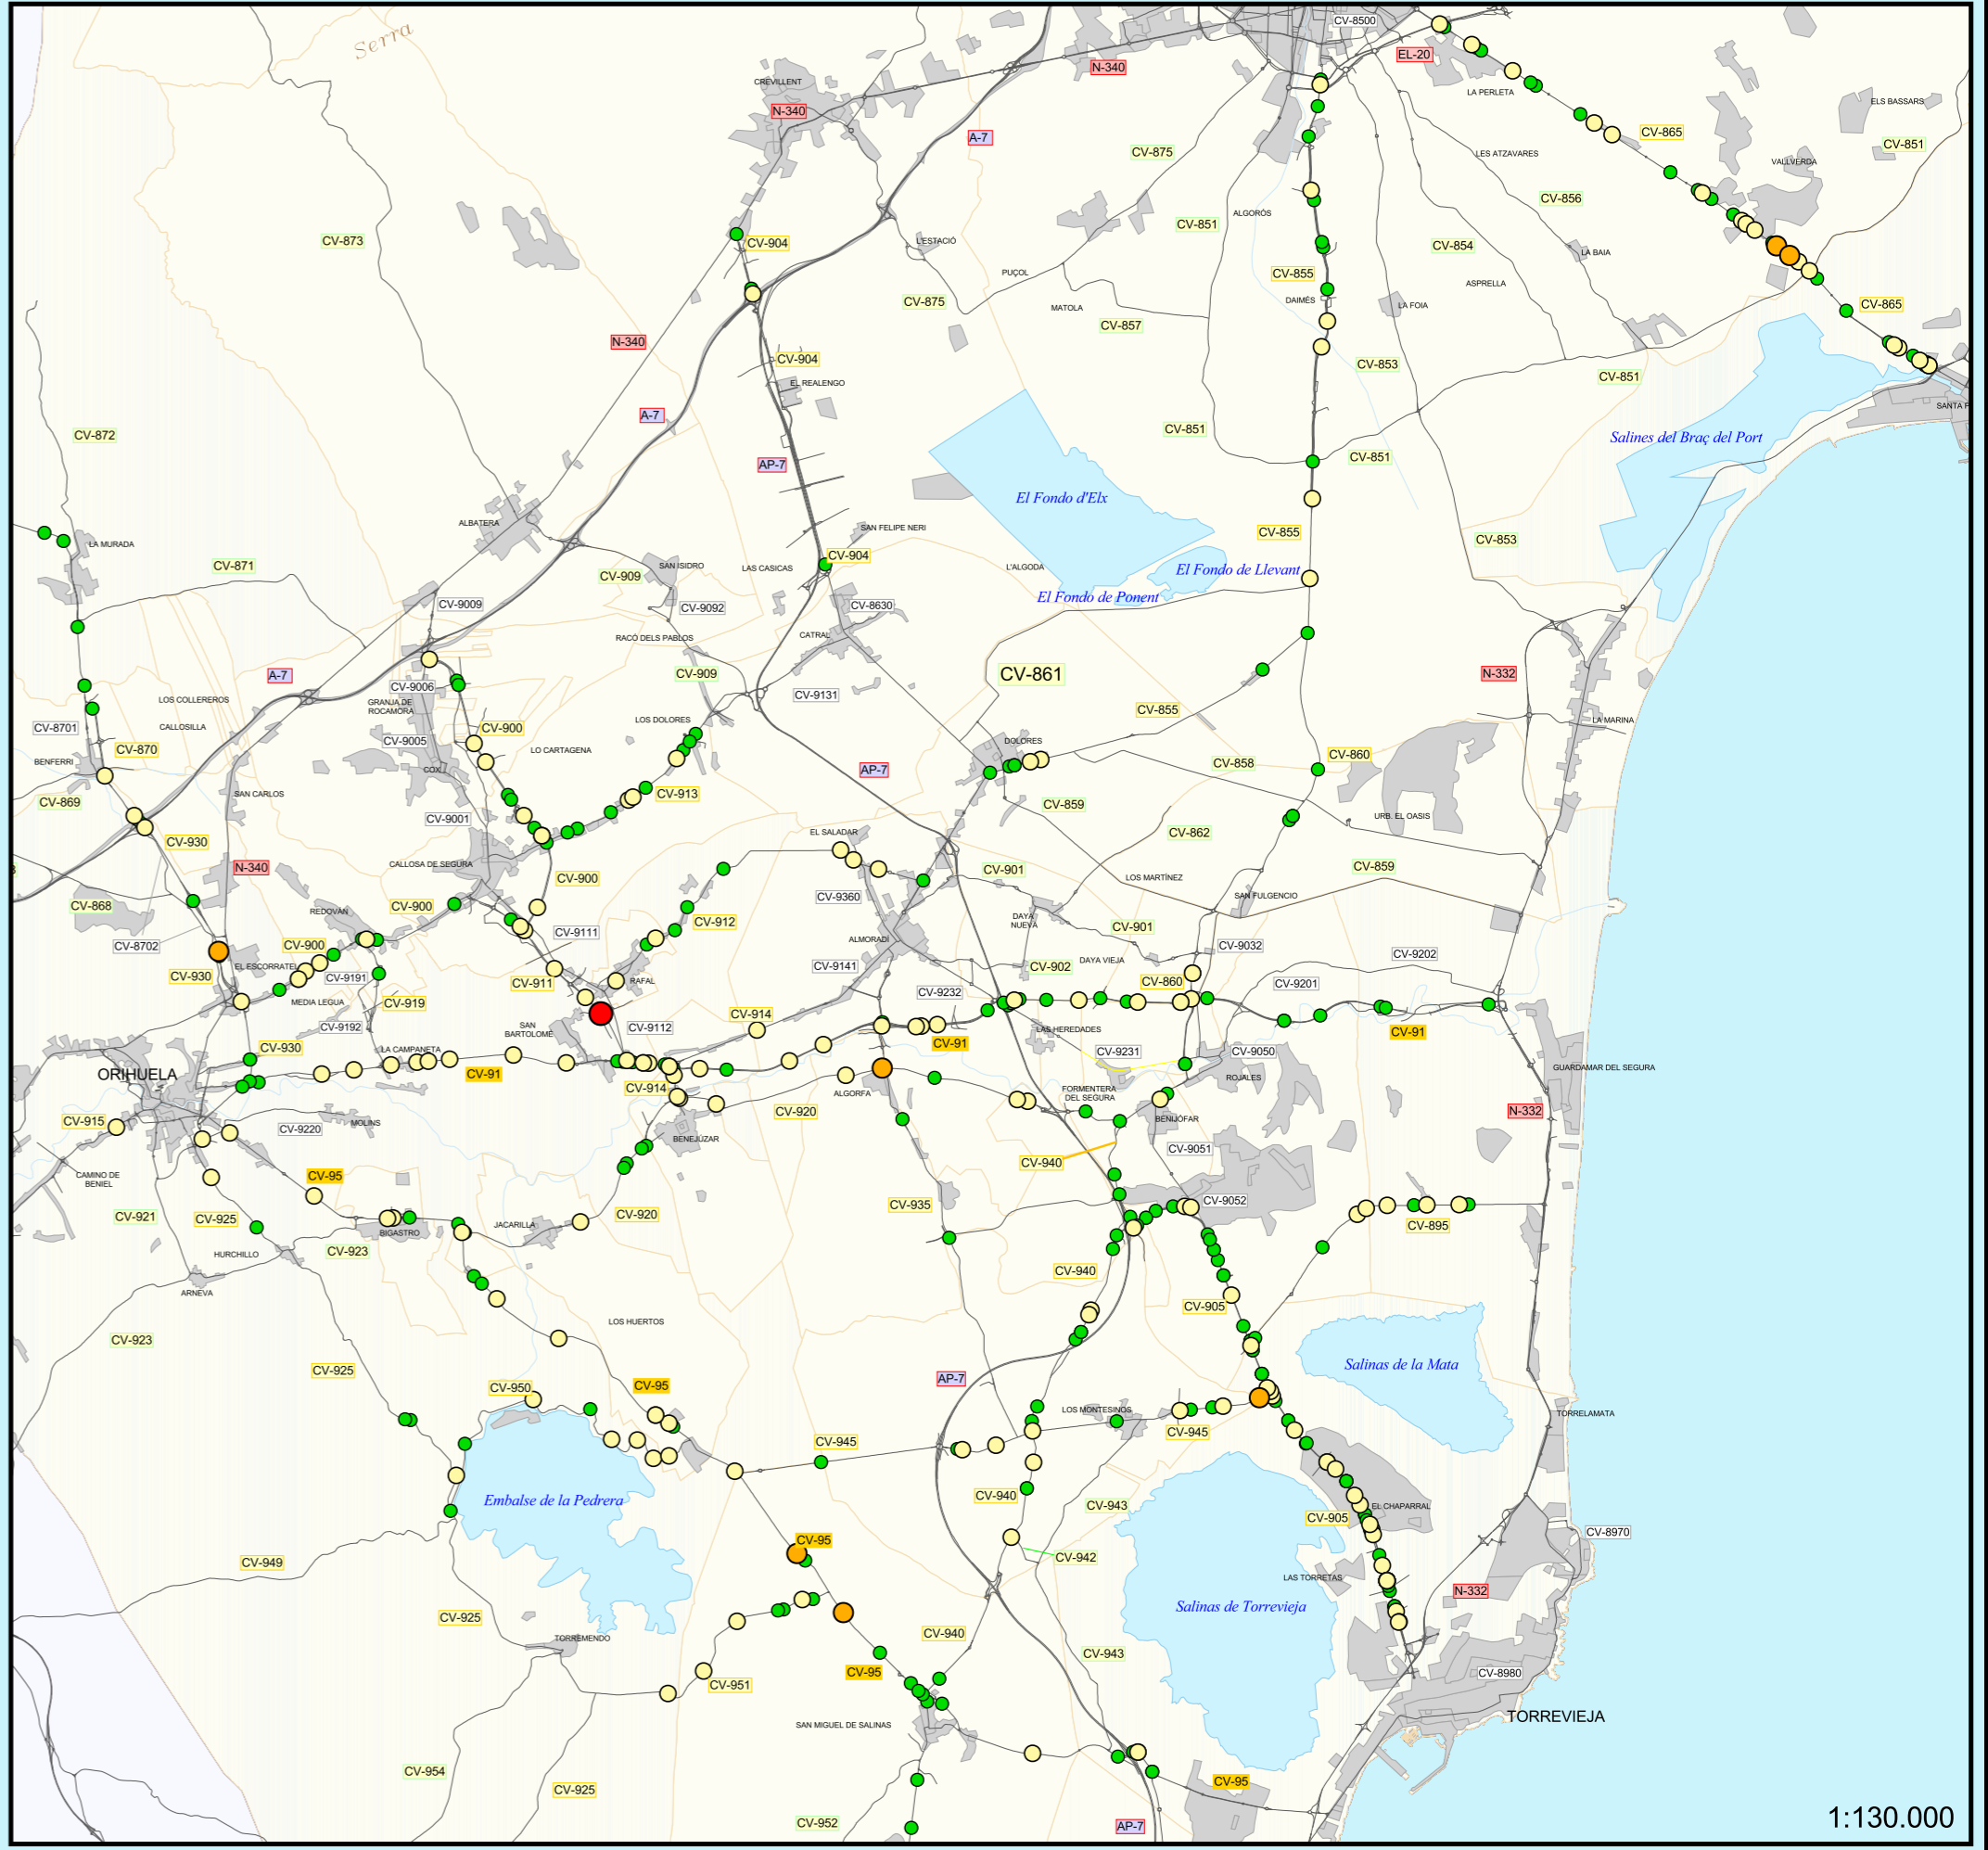 CV-8500
Serra
EL-20
N-340
CREVILLENT
LA PERLETA
ELS BASSARS
N-340
CV-865
A-7
CV-851
CV-875
LES ATZAVARES
VALLVERDA
CV-856
ALGORÓS
CV-851
CV-873
CV-904
L'ESTACIÓ
CV-854
LA BAIA
PUÇOL
CV-855
ASPRELLA
CV-875
MATOLA
DAIMÉS
LA FOIA
CV-865
CV-857
N-340
CV-904
CV-853
EL REALENGO
CV-851
SANTA P
A-7
CV-872
CV-851
Salines del Braç del Port
CV-851
AP-7
El Fondo d'Elx
ALBATERA
SAN FELIPE NERI
CV-855
CV-853
LA MURADA
CV-904
CV-871
SAN ISIDRO
LAS CASICAS
L'ALGODA
El Fondo de Llevant
CV-909
El Fondo de Ponent
CV-9009
CV-9092
CV-8630
RACÓ DELS PABLOS
CATRAL
A-7
CV-909
CV-861
N-332
CV-9006
CV-9131
LOS COLLEREROS
GRANJA DE
ROCAMORA
CV-855
CV-8701
CALLOSILLA
CV-900
LOS DOLORES
LA MARINA
CV-9005
DOLORES
CV-870
LO CARTAGENA
CV-860
BENFERRI
COX
AP-7
CV-858
CV-869
SAN CARLOS
CV-913
CV-859
CV-9001
URB. EL OASIS
CV-930
EL SALADAR
CV-862
N-340
CALLOSA DE SEGURA
CV-901
CV-859
CV-900
LOS MARTÍNEZ
CV-868
CV-900
CV-9360
SAN FULGENCIO
REDOVÁN
CV-912
DAYA
NUEVA
CV-901
CV-8702
CV-900
CV-9111
ALMORADÍ
CV-9032
CV-9202
EL ESCORRATEL
CV-9141
CV-902
DAYA VIEJA
CV-930
CV-9191
CV-911
RAFAL
CV-860
CV-9201
MEDIA LEGUA
CV-919
CV-9232
CV-914
CV-9192
SAN
BARTOLOMÉ
CV-9112
LAS HEREDADES
CV-91
CV-930
LA CAMPANETA
CV-91
CV-9231
CV-9050
ORIHUELA
CV-91
ROJALES
GUARDAMAR DEL SEGURA
CV-914
ALGORFA
FORMENTERA
DEL SEGURA
CV-920
CV-915
CV-9220
MOLINS
BENIJÓFAR
N-332
BENEJÚZAR
CV-9051
CV-940
CAMINO DE
BENIEL
CV-95
CV-9052
CV-921
CV-925
JACARILLA
CV-920
CV-935
CV-895
BIGASTRO
HURCHILLO
CV-923
CV-940
ARNEVA
CV-905
LOS HUERTOS
CV-923
CV-925
Salinas de la Mata
AP-7
CV-950
CV-95
LOS MONTESINOS
TORRELAMATA
CV-945
CV-945
Embalse de la Pedrera
CV-940
CV-943
EL CHAPARRAL
CV-905
CV-95
CV-8970
CV-949
CV-942
LAS TORRETAS
N-332
Salinas de Torrevieja
CV-925
TORREMENDO
CV-940
CV-943
CV-95
CV-8980
CV-951
SAN MIGUEL DE SALINAS
TORREVIEJA
CV-954
CV-95
CV-925
CV-952
AP-7
1:130.000